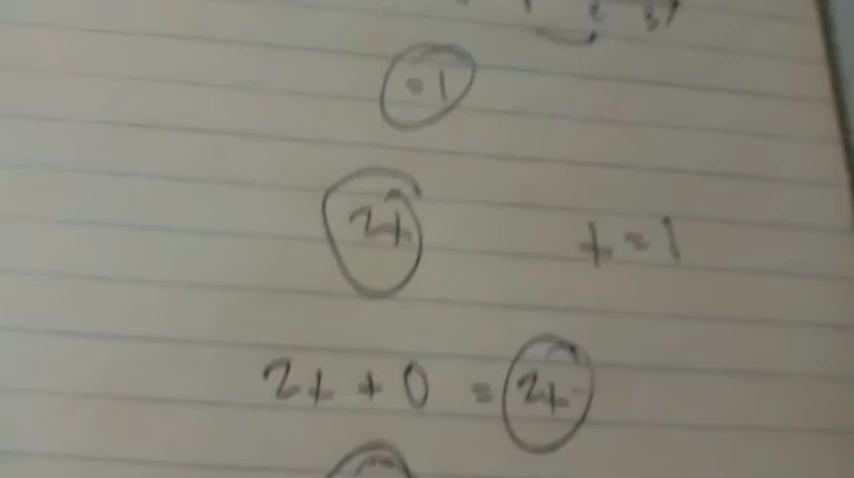 = 1
2t
t = 1
2t + 0 = 2t